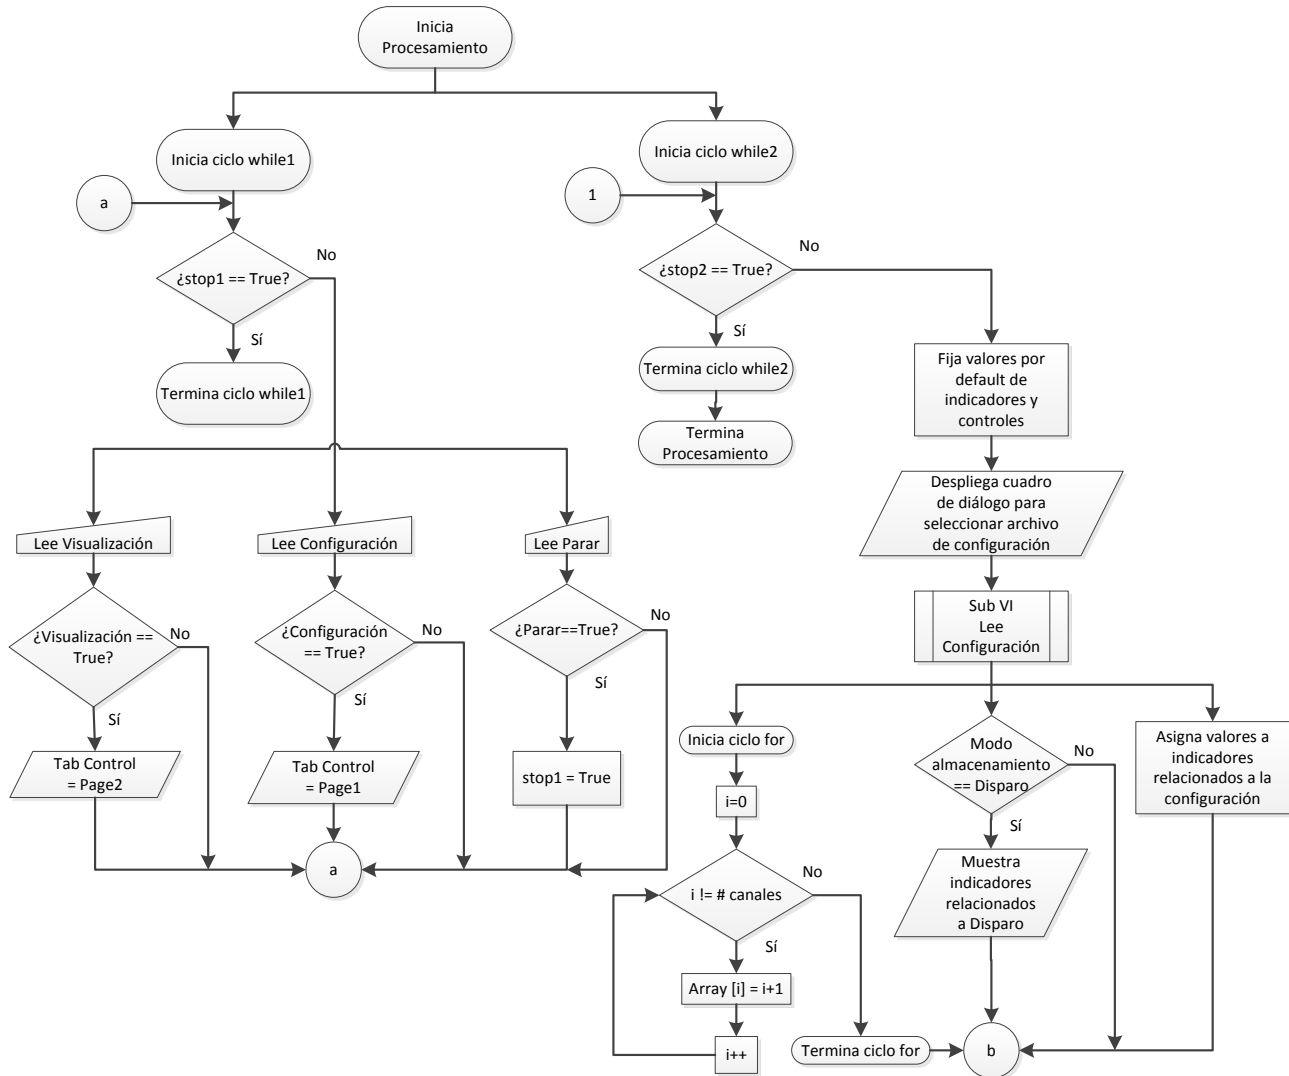 Inicia
Procesamiento
Inicia ciclo while1
Inicia ciclo while2
a
1
¿stop1 == True?
No
Sí
Termina ciclo while1
¿stop2 == True?
No
Sí
Termina ciclo while2
Termina
Procesamiento
Fija valores por
default de
indicadores y
controles
Despliega cuadro
de diálogo para
seleccionar archivo
de configuración
Sub VI
Lee
Configuración
Lee Visualización
Lee Configuración
Lee Parar
¿Visualización ==
True?
No
Sí
¿Configuración
== True?
No
Sí
¿Parar==True?
No
Sí
Tab Control
= Page2
Tab Control
= Page1
stop1 = True
a
Inicia ciclo for
i=0
i != # canales
No
Sí
Array [i] = i+1
i++
Termina ciclo for
Modo
almacenamiento
== Disparo
No
Sí
Muestra
indicadores
relacionados
a Disparo
Asigna valores a
indicadores
relacionados a la
configuración
b